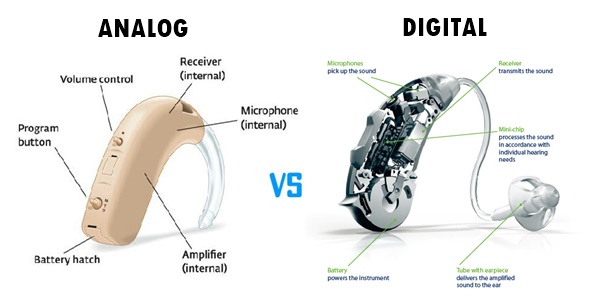 ANALOG
DIGITAL
Volume control
Receiver
(internal)
Microphone
(internal)
Program
button
Amplifier
(internal)
Battery hatch
VS
Microphones
pick up the sound
Receiver
transmits the sound
Mini-chip
processes the sound
in accordance with
individual hearing
needs
Battery
powers the Instrument
Tube with earpiece
delivers the amplified
sound to the ear